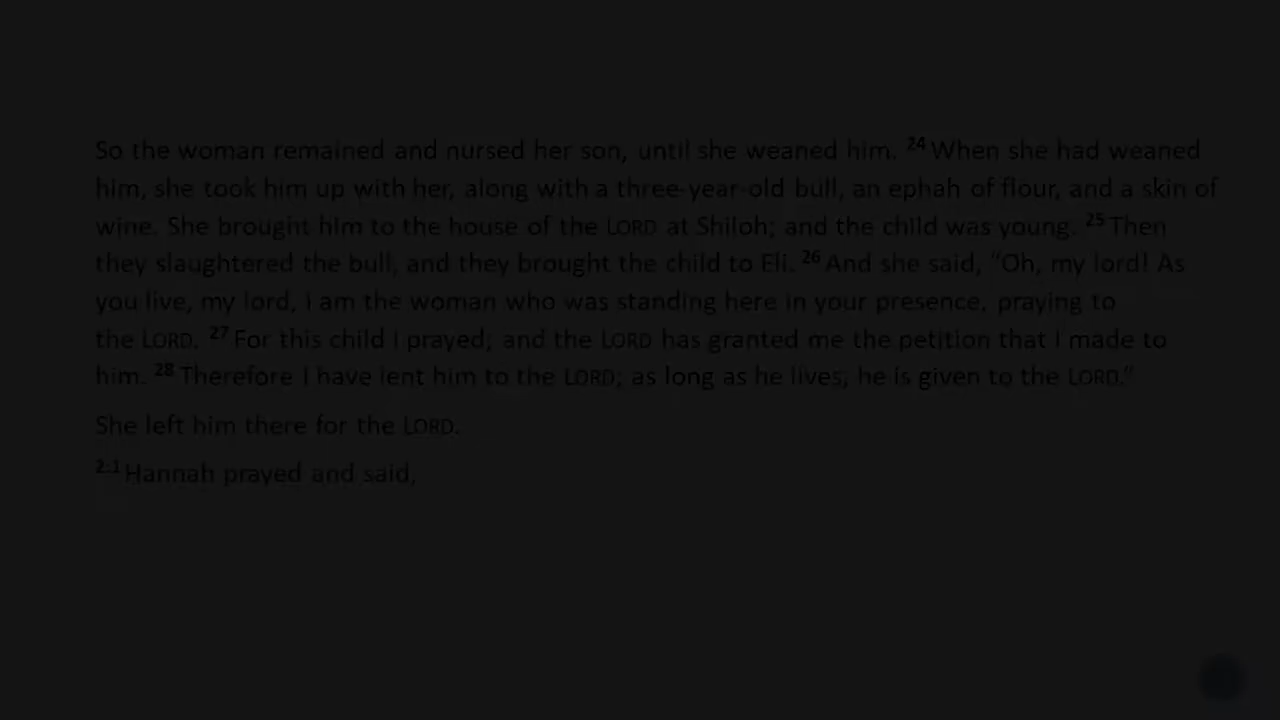 So the woman remained and nursed her son, until she weaned him. 24 When she had weaned
him, she took him up with her, along with a three-year-old bull, an ephah of flour, and a skin of
wine. She brought him to the house of the LORD at Shiloh; and the child was young. 25 Then
they slaughtered the bull, and they brought the child to Eli. 26 And she said, “Oh, my lord! As
you live, my lord, I am the woman who was standing here in your presence, praying to
the LORD. 27 For this child I prayed; and the LORD has granted me the petition that I made to
him. 28 Therefore I have lent him to the LORD; as long as he lives, he is given to the LORD.”
She left him there for the LORD.
2:1 Hannah prayed and said,